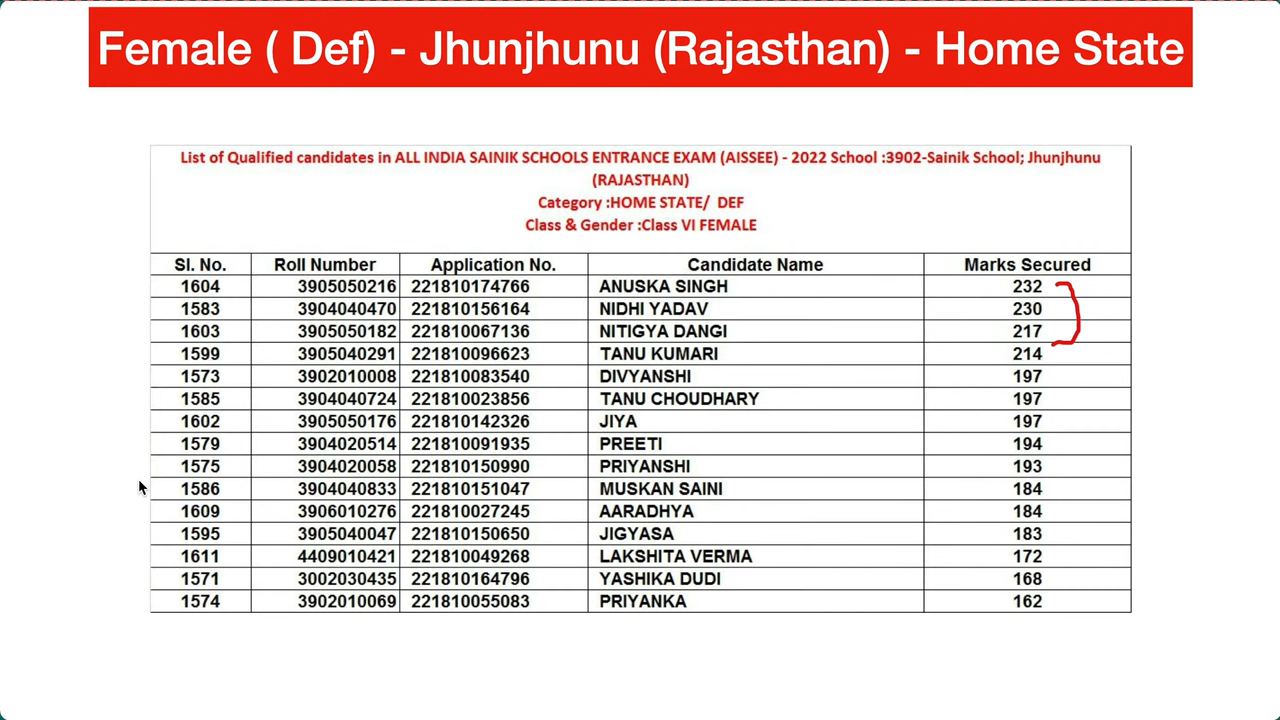 Female ( Def) - Jhunjhunu (Rajasthan) - Home State
List of Qualified candidates in ALL INDIA SAINIK SCHOOLS ENTRANCE EXAM (AISSEE) - 2022 School :3902-Sainik School; Jhunjhunu
(RAJASTHAN)
Category :HOME STATE/ DEF
Class & Gender :Class VI FEMALE
Sl. No. Roll Number Application No. Candidate Name Marks Secured
1604 3905050216 221810174766 ANUSKA SINGH 232
1583 3904040470 221810156164 NIDHI YADAV 230
1603 3905050182 221810067136 NITIGYA DANGI 217
1599 3905040291 221810096623 TANU KUMARI 214
1573 3902010008 221810083540 DIVYANSHI 197
1585 3904040724 221810023856 TANU CHOUDHARY 197
1602 3905050176 221810142326 JIYA 197
1579 3904020514 221810091935 PREETI 194
1575 3904020058 221810150990 PRIYANSHI 193
1586 3904040833 221810151047 MUSKAN SAINI 184
1609 3906010276 221810027245 AARADHYA 184
1595 3905040047 221810150650 JIGYASA 183
1611 4409010421 221810049268 LAKSHITA VERMA 172
1571 3002030435 221810164796 YASHIKA DUDI 168
1574 3902010069 221810055083 PRIYANKA 162